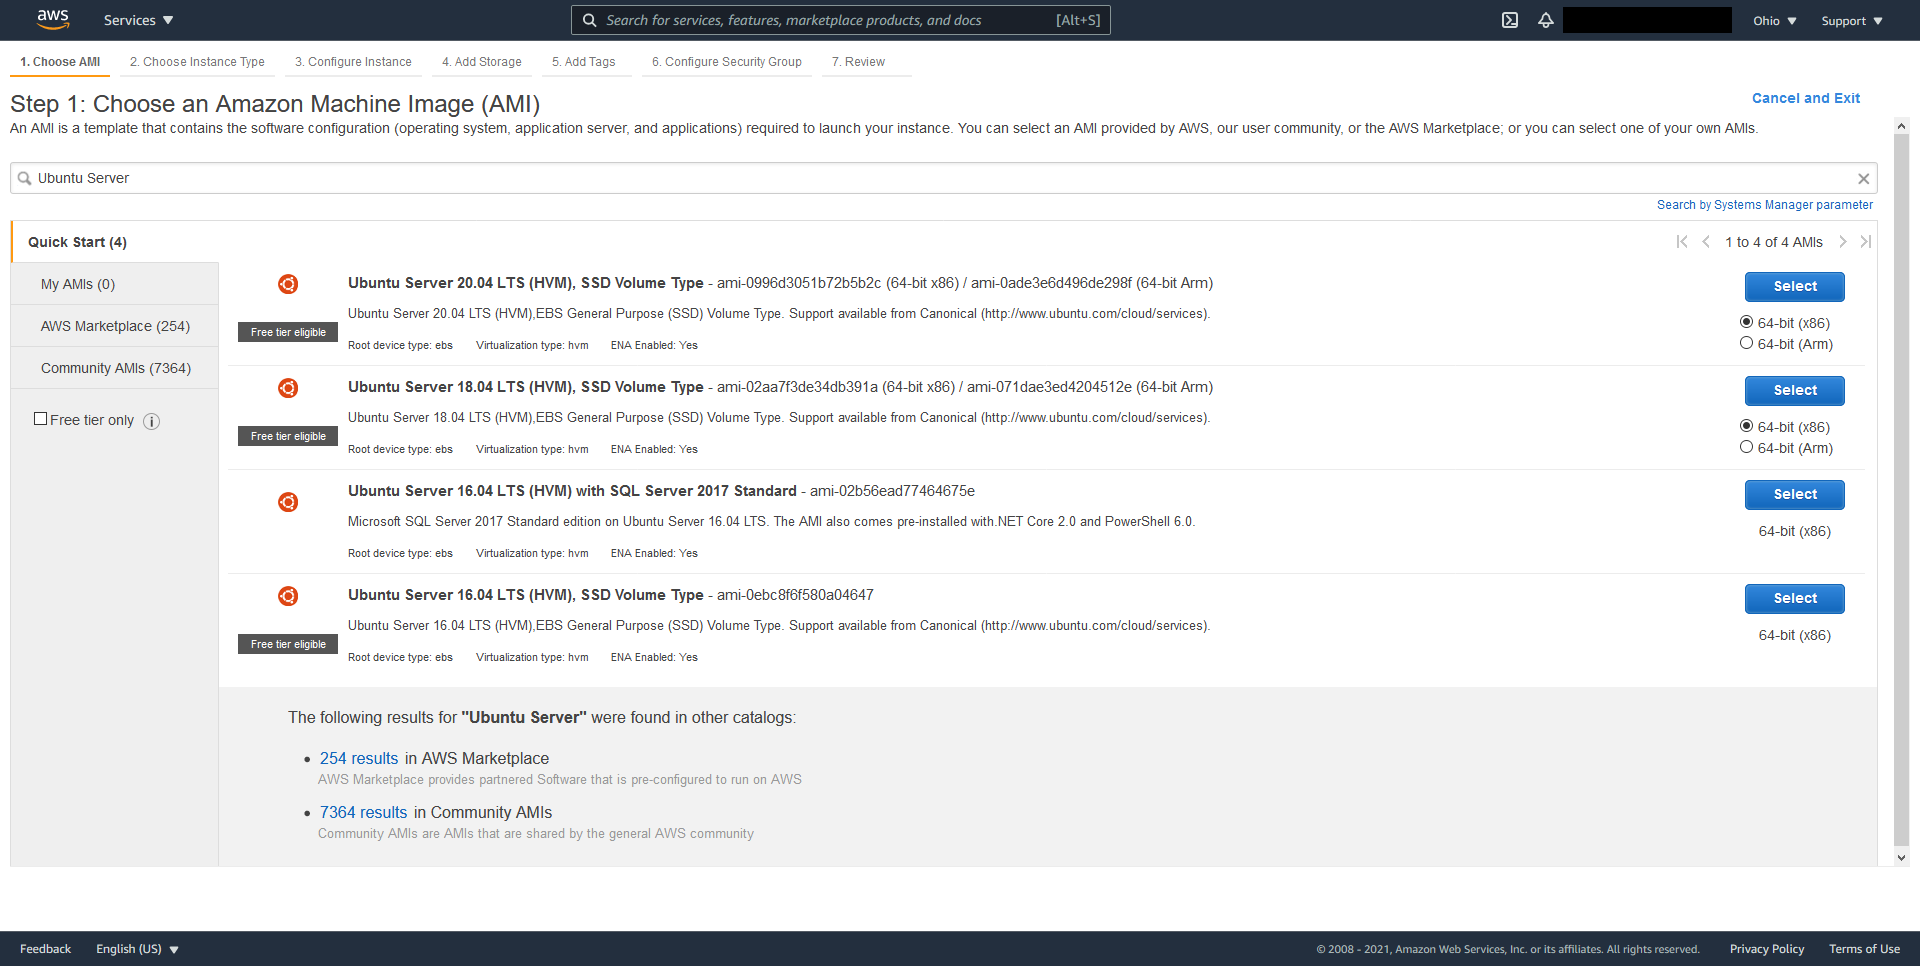 aws Services Search for services, features, marketplace products, and docs [Alt+S] Ohio Support
1. Choose AMI 2. Choose Instance Type 3. Configure Instance 4. Add Storage 5. Add Tags 6. Configure Security Group 7. Review
Step 1: Choose an Amazon Machine Image (AMI) Cancel and Exit
An AMI is a template that contains the software configuration (operating system, application server, and applications) required to launch your instance. You can select an AMI provided by AWS, our user community, or the AWS Marketplace; or you can select one of your own AMIs.
Ubuntu Server
Search by Systems Manager parameter
Quick Start (4)
1 to 4 of 4 AMIs
My AMIs (0)
AWS Marketplace (254)
Community AMIs (7364)
Free tier only
Ubuntu Server 20.04 LTS (HVM), SSD Volume Type - ami-0996d3051b72b5b2c (64-bit x86) / ami-0ade3e6d496de298f (64-bit Arm)
Ubuntu Server 20.04 LTS (HVM),EBS General Purpose (SSD) Volume Type. Support available from Canonical (http://www.ubuntu.com/cloud/services).
Free tier eligible
Root device type: ebs Virtualization type: hvm ENA Enabled: Yes
Select
64-bit (x86)
64-bit (Arm)
Ubuntu Server 18.04 LTS (HVM), SSD Volume Type - ami-02aa7f3de34db391a (64-bit x86) / ami-071dae3ed4204512e (64-bit Arm)
Ubuntu Server 18.04 LTS (HVM),EBS General Purpose (SSD) Volume Type. Support available from Canonical (http://www.ubuntu.com/cloud/services).
Free tier eligible
Root device type: ebs Virtualization type: hvm ENA Enabled: Yes
Select
64-bit (x86)
64-bit (Arm)
Ubuntu Server 16.04 LTS (HVM) with SQL Server 2017 Standard - ami-02b56ead77464675e
Microsoft SQL Server 2017 Standard edition on Ubuntu Server 16.04 LTS. The AMI also comes pre-installed with.NET Core 2.0 and PowerShell 6.0.
Root device type: ebs Virtualization type: hvm ENA Enabled: Yes
Select
64-bit (x86)
Ubuntu Server 16.04 LTS (HVM), SSD Volume Type - ami-0ebc8f6f580a04647
Ubuntu Server 16.04 LTS (HVM),EBS General Purpose (SSD) Volume Type. Support available from Canonical (http://www.ubuntu.com/cloud/services).
Free tier eligible
Root device type: ebs Virtualization type: hvm ENA Enabled: Yes
Select
64-bit (x86)
The following results for "Ubuntu Server" were found in other catalogs:
254 results in AWS Marketplace
AWS Marketplace provides partnered Software that is pre-configured to run on AWS
7364 results in Community AMIs
Community AMIs are AMIs that are shared by the general AWS community
Feedback English (US) © 2008 - 2021, Amazon Web Services, Inc. or its affiliates. All rights reserved. Privacy Policy Terms of Use